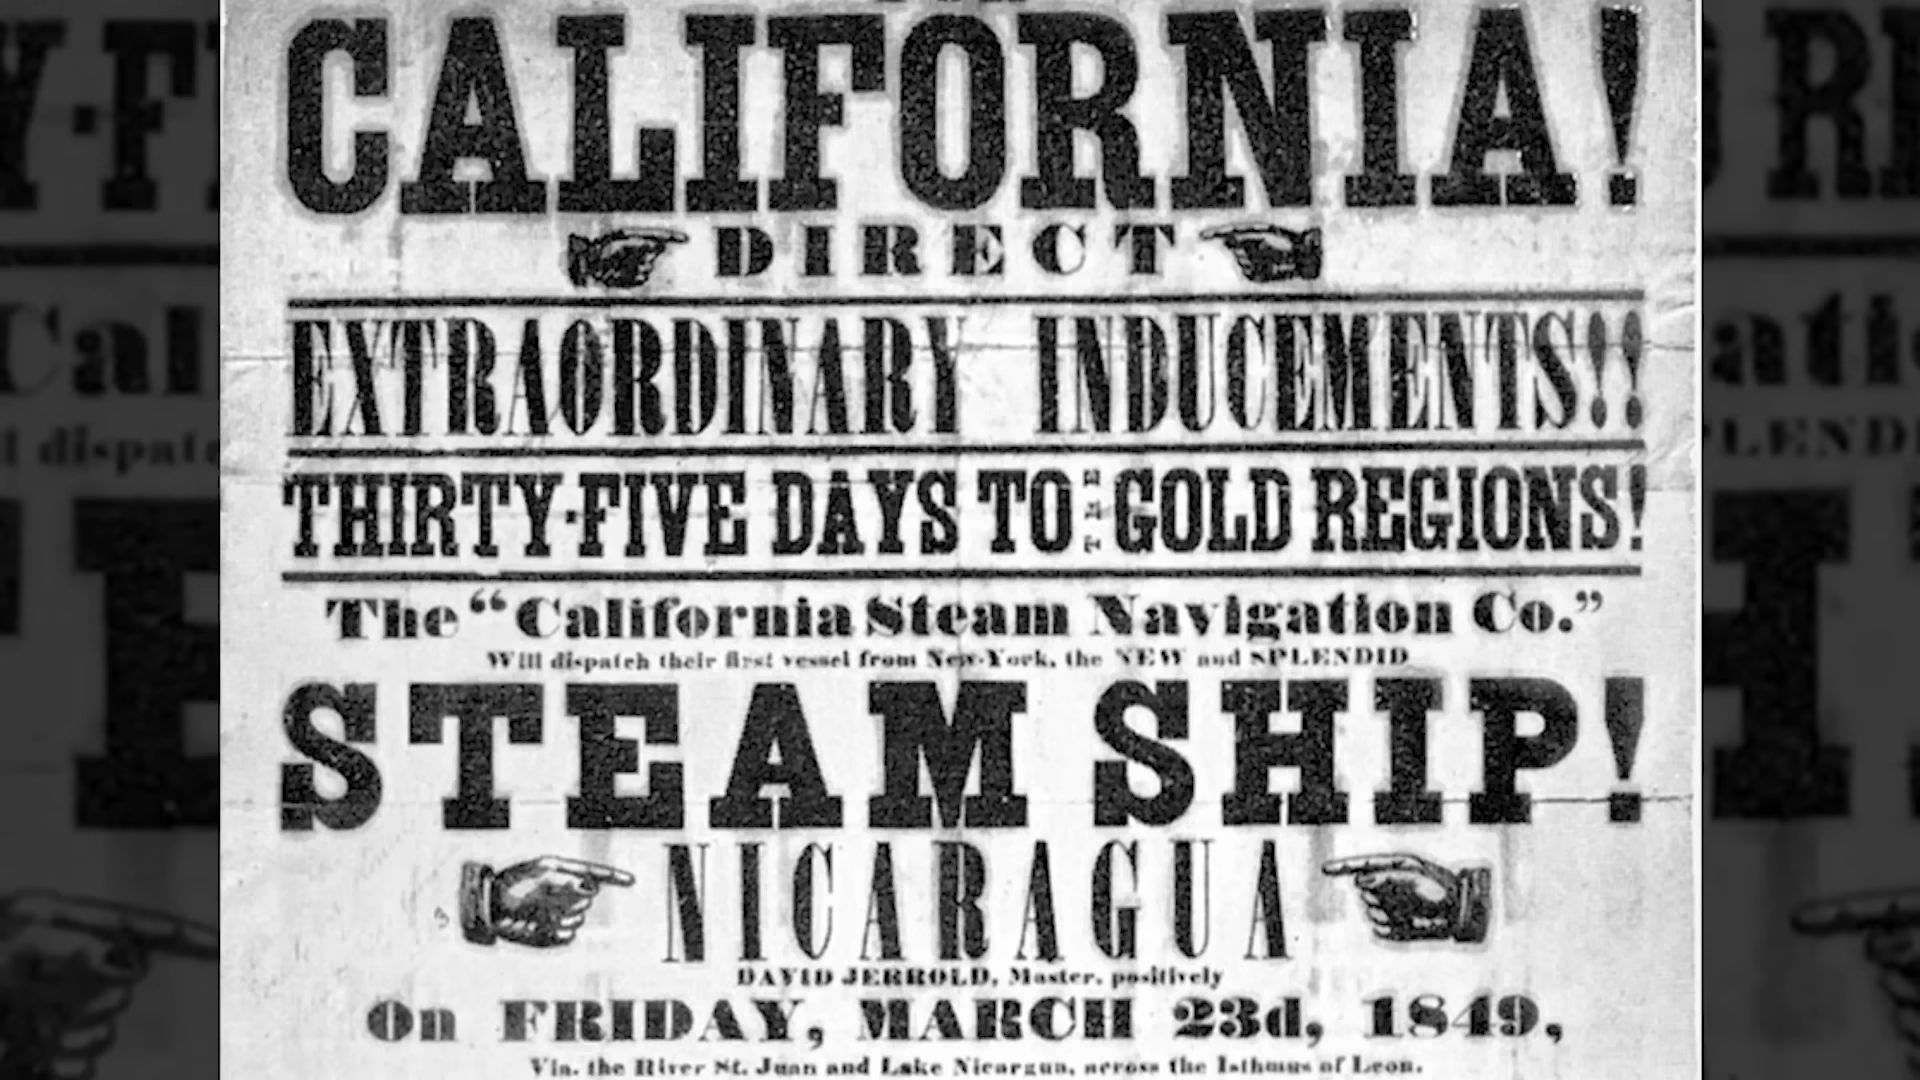 CALIFORNIA!
DIRECT
EXTRAORDINARY INDUCEMENTS!!
THIRTY-FIVE DAYS TO THE GOLD REGIONS!
The “California Steam Navigation Co.”
Will dispatch their first vessel from New-York, the NEW and SPLENDID
STEAM SHIP!
NICARAGUA
DAVID JERROLD, Master, positively
On FRIDAY, MARCH 23d, 1849,
Via. the River St. Juan and Lake Nicaragua, across the Isthmus of Leon.